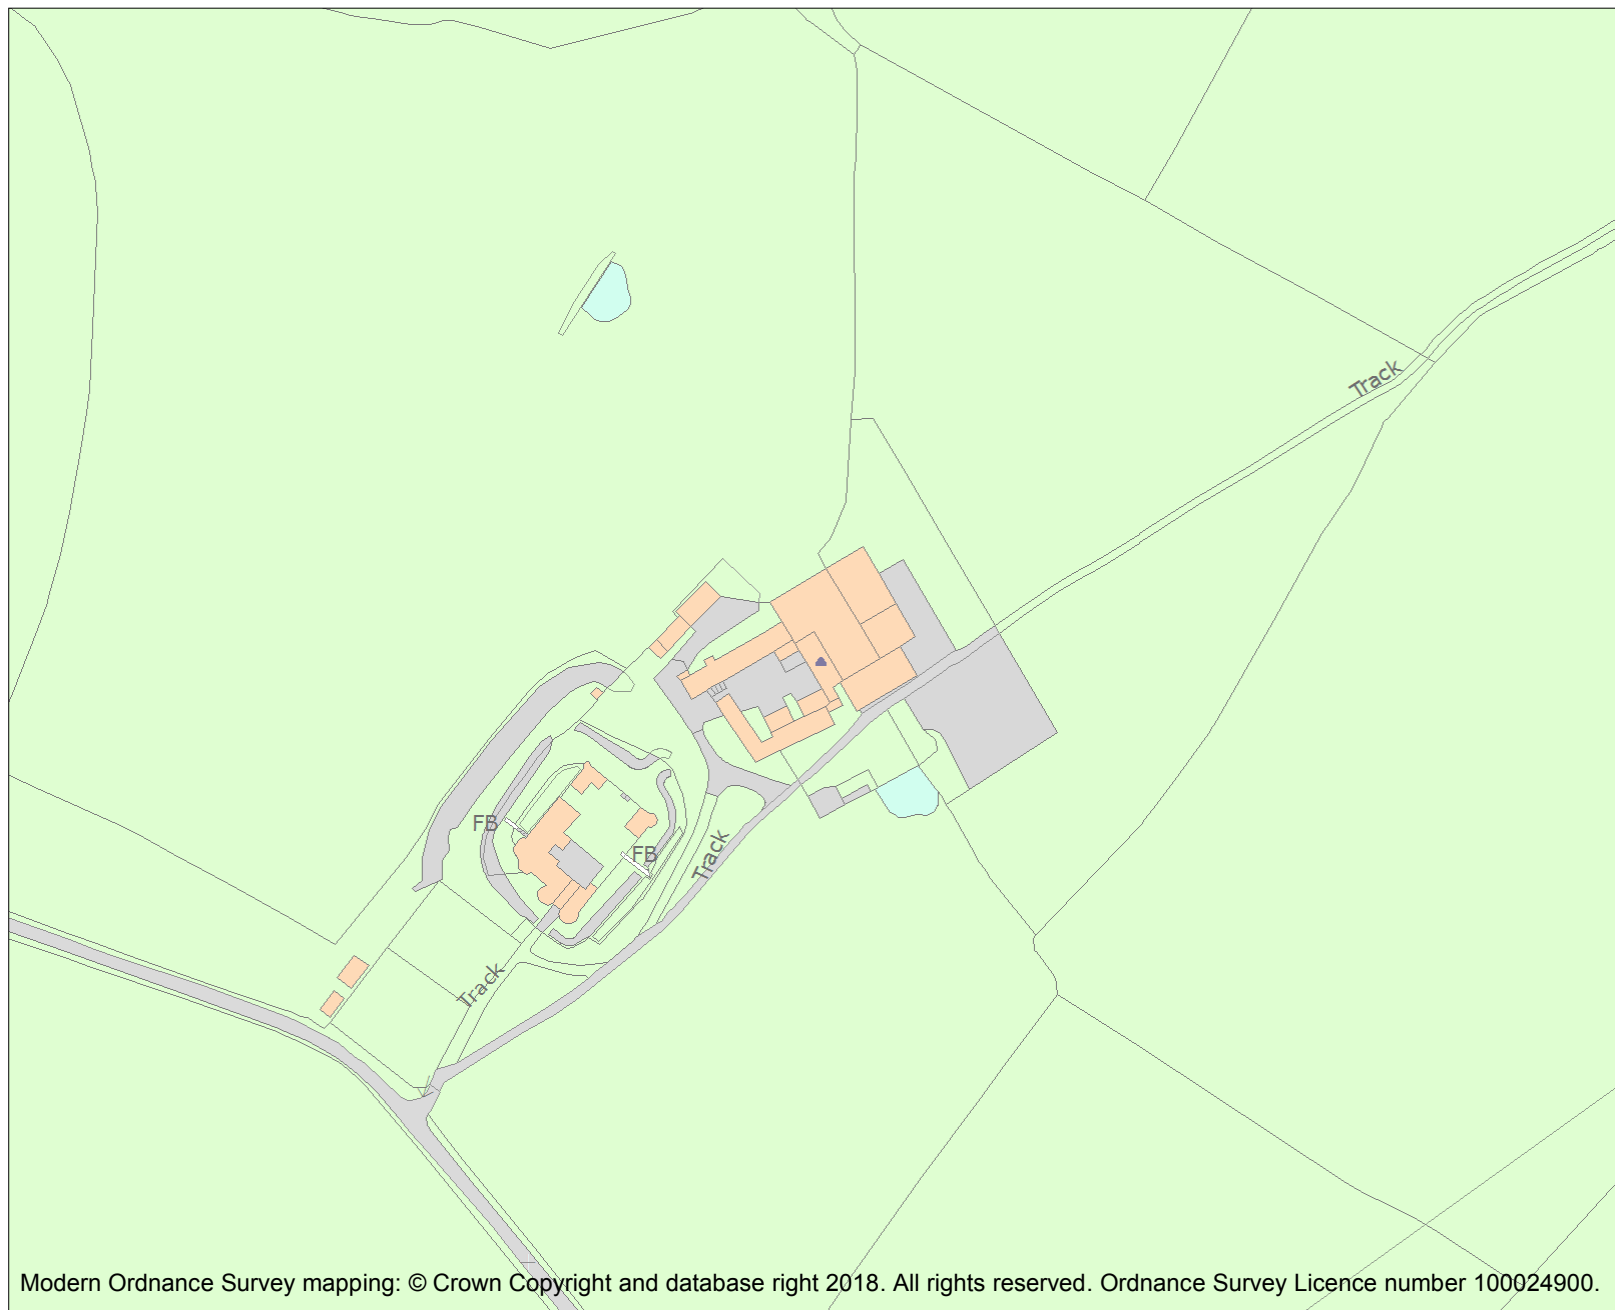 Track
FB
FB
Track
Track
Modern Ordnance Survey mapping: © Crown Copyright and database right 2018. All rights reserved. Ordnance Survey Licence number 100024900.